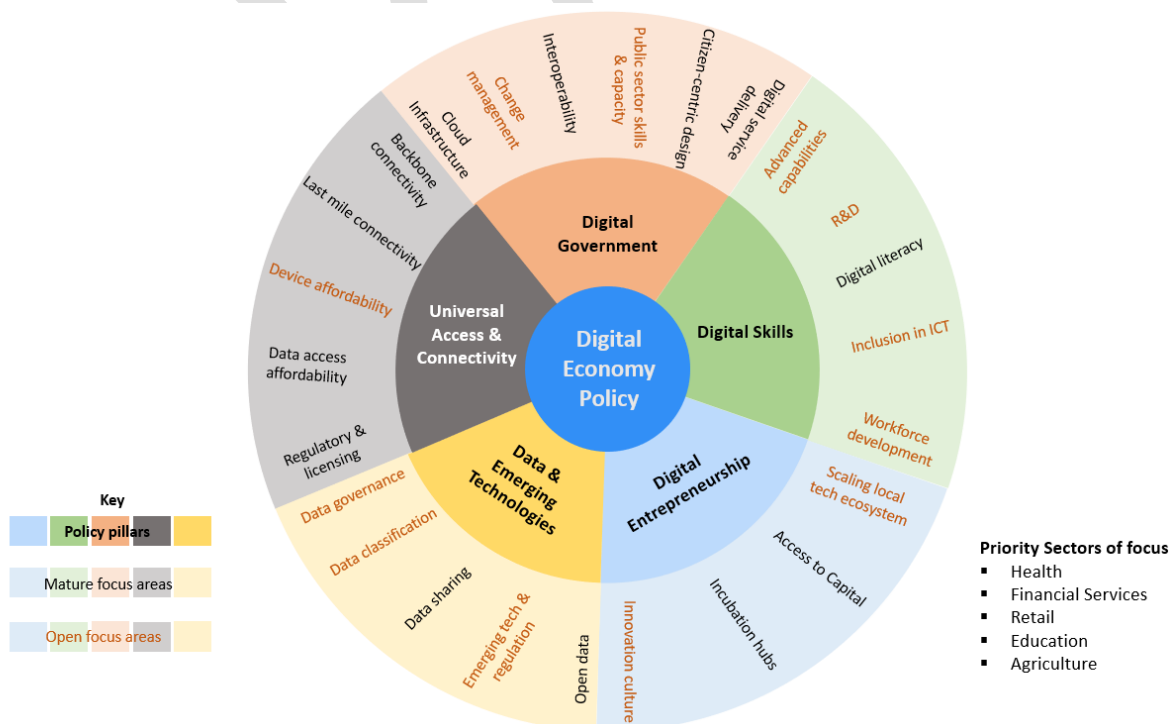 Digital
Economy
Policy
Digital
Government
Cloud
Infrastructure
Change
management
Interoperability
Public sector skills
& capacity
Citizen-centric design
Digital service
delivery
Digital Skills
Advanced
capabilities
R&D
Digital literacy
Inclusion in ICT
Workforce
development
Digital
Entrepreneurship
Scaling local
tech ecosystem
Access to Capital
Incubation hubs
Innovation culture
Data &
Emerging
Technologies
Open data
Emerging tech &
regulation
Data sharing
Data classification
Data governance
Universal
Access &
Connectivity
Regulatory &
licensing
Data access
affordability
Device affordability
Last mile connectivity
Backbone
connectivity
Key
Policy pillars
Mature focus areas
Open focus areas
Priority Sectors of focus
▪ Health
▪ Financial Services
▪ Retail
▪ Education
▪ Agriculture